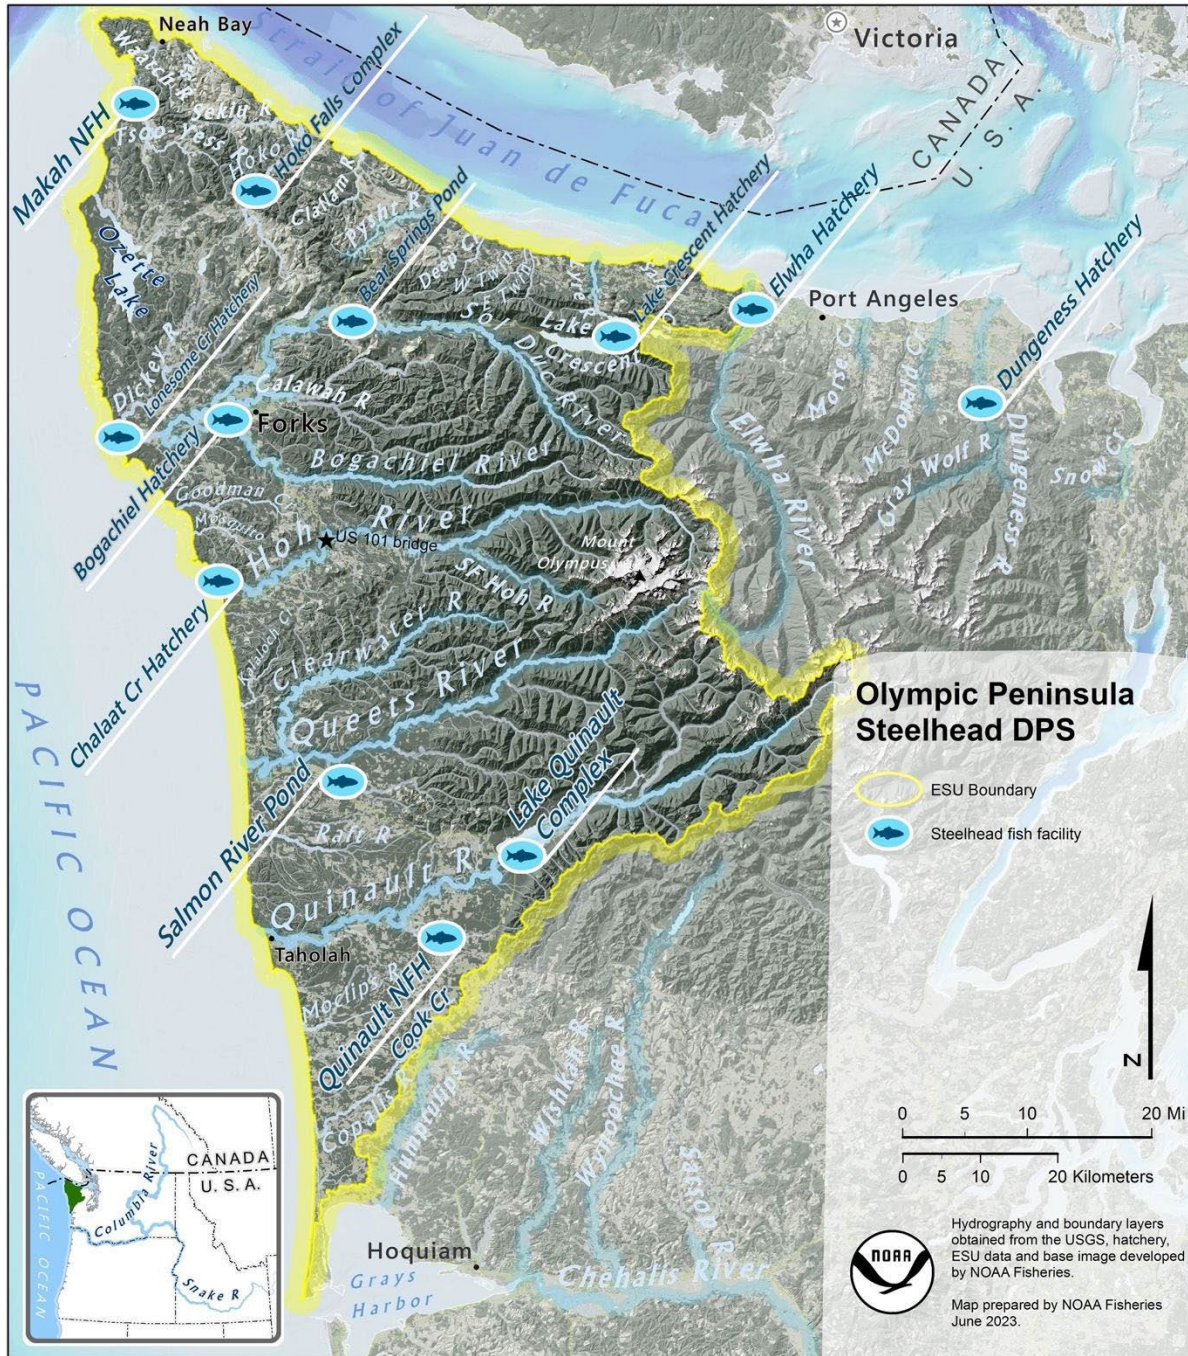 Neah Bay
Victoria
Strait of Juan de Fuca
CANADA
U. S. A.
Makah NFH
Hoko Falls Complex
Bear Springs Pond
Lake Crescent Hatchery
Elwha Hatchery
Dungeness Hatchery
Port Angeles
Watch R
Sekiu R
Tsoo-Yess R
Hoko R
Clallam R
Pysht R
Deep Cr
W Twin
E Twin
Ozette
Lake
Dickey R
Lonesome Cr Hatchery
Sol Duc River
Lake
Crescent
Calawah R
Forks
Bogachiel Hatchery
Bogachiel River
Goodman C
Mosquito
Hoh River
US 101 bridge
Mount
Olympus
SF Hoh R
Elwha River
Morse Cr
McDonald Cr
Gray Wolf R
Dungeness R
Snow Cr
Chalaat Cr Hatchery
Kalaloch C
Clearwater R
Queets River
PACIFIC OCEAN
Salmon River Pond
Lake Quinault
Complex
Raft R
Quinault R
Taholah
Moclips R
Quinault NFH
Cook Cr
Copalis R
Humptulips R
Wishkah R
Wynoochee R
Satsop R
Hoquiam
Grays
Harbor
Chehalis River
Olympic Peninsula
Steelhead DPS
ESU Boundary
Steelhead fish facility
N
0 5 10 20 Mi
0 5 10 20 Kilometers
NOAA
Hydrography and boundary layers
obtained from the USGS, hatchery,
ESU data and base image developed
by NOAA Fisheries.
Map prepared by NOAA Fisheries
June 2023.
CANADA
U. S. A.
PACIFIC OCEAN
Columbia River
Snake R